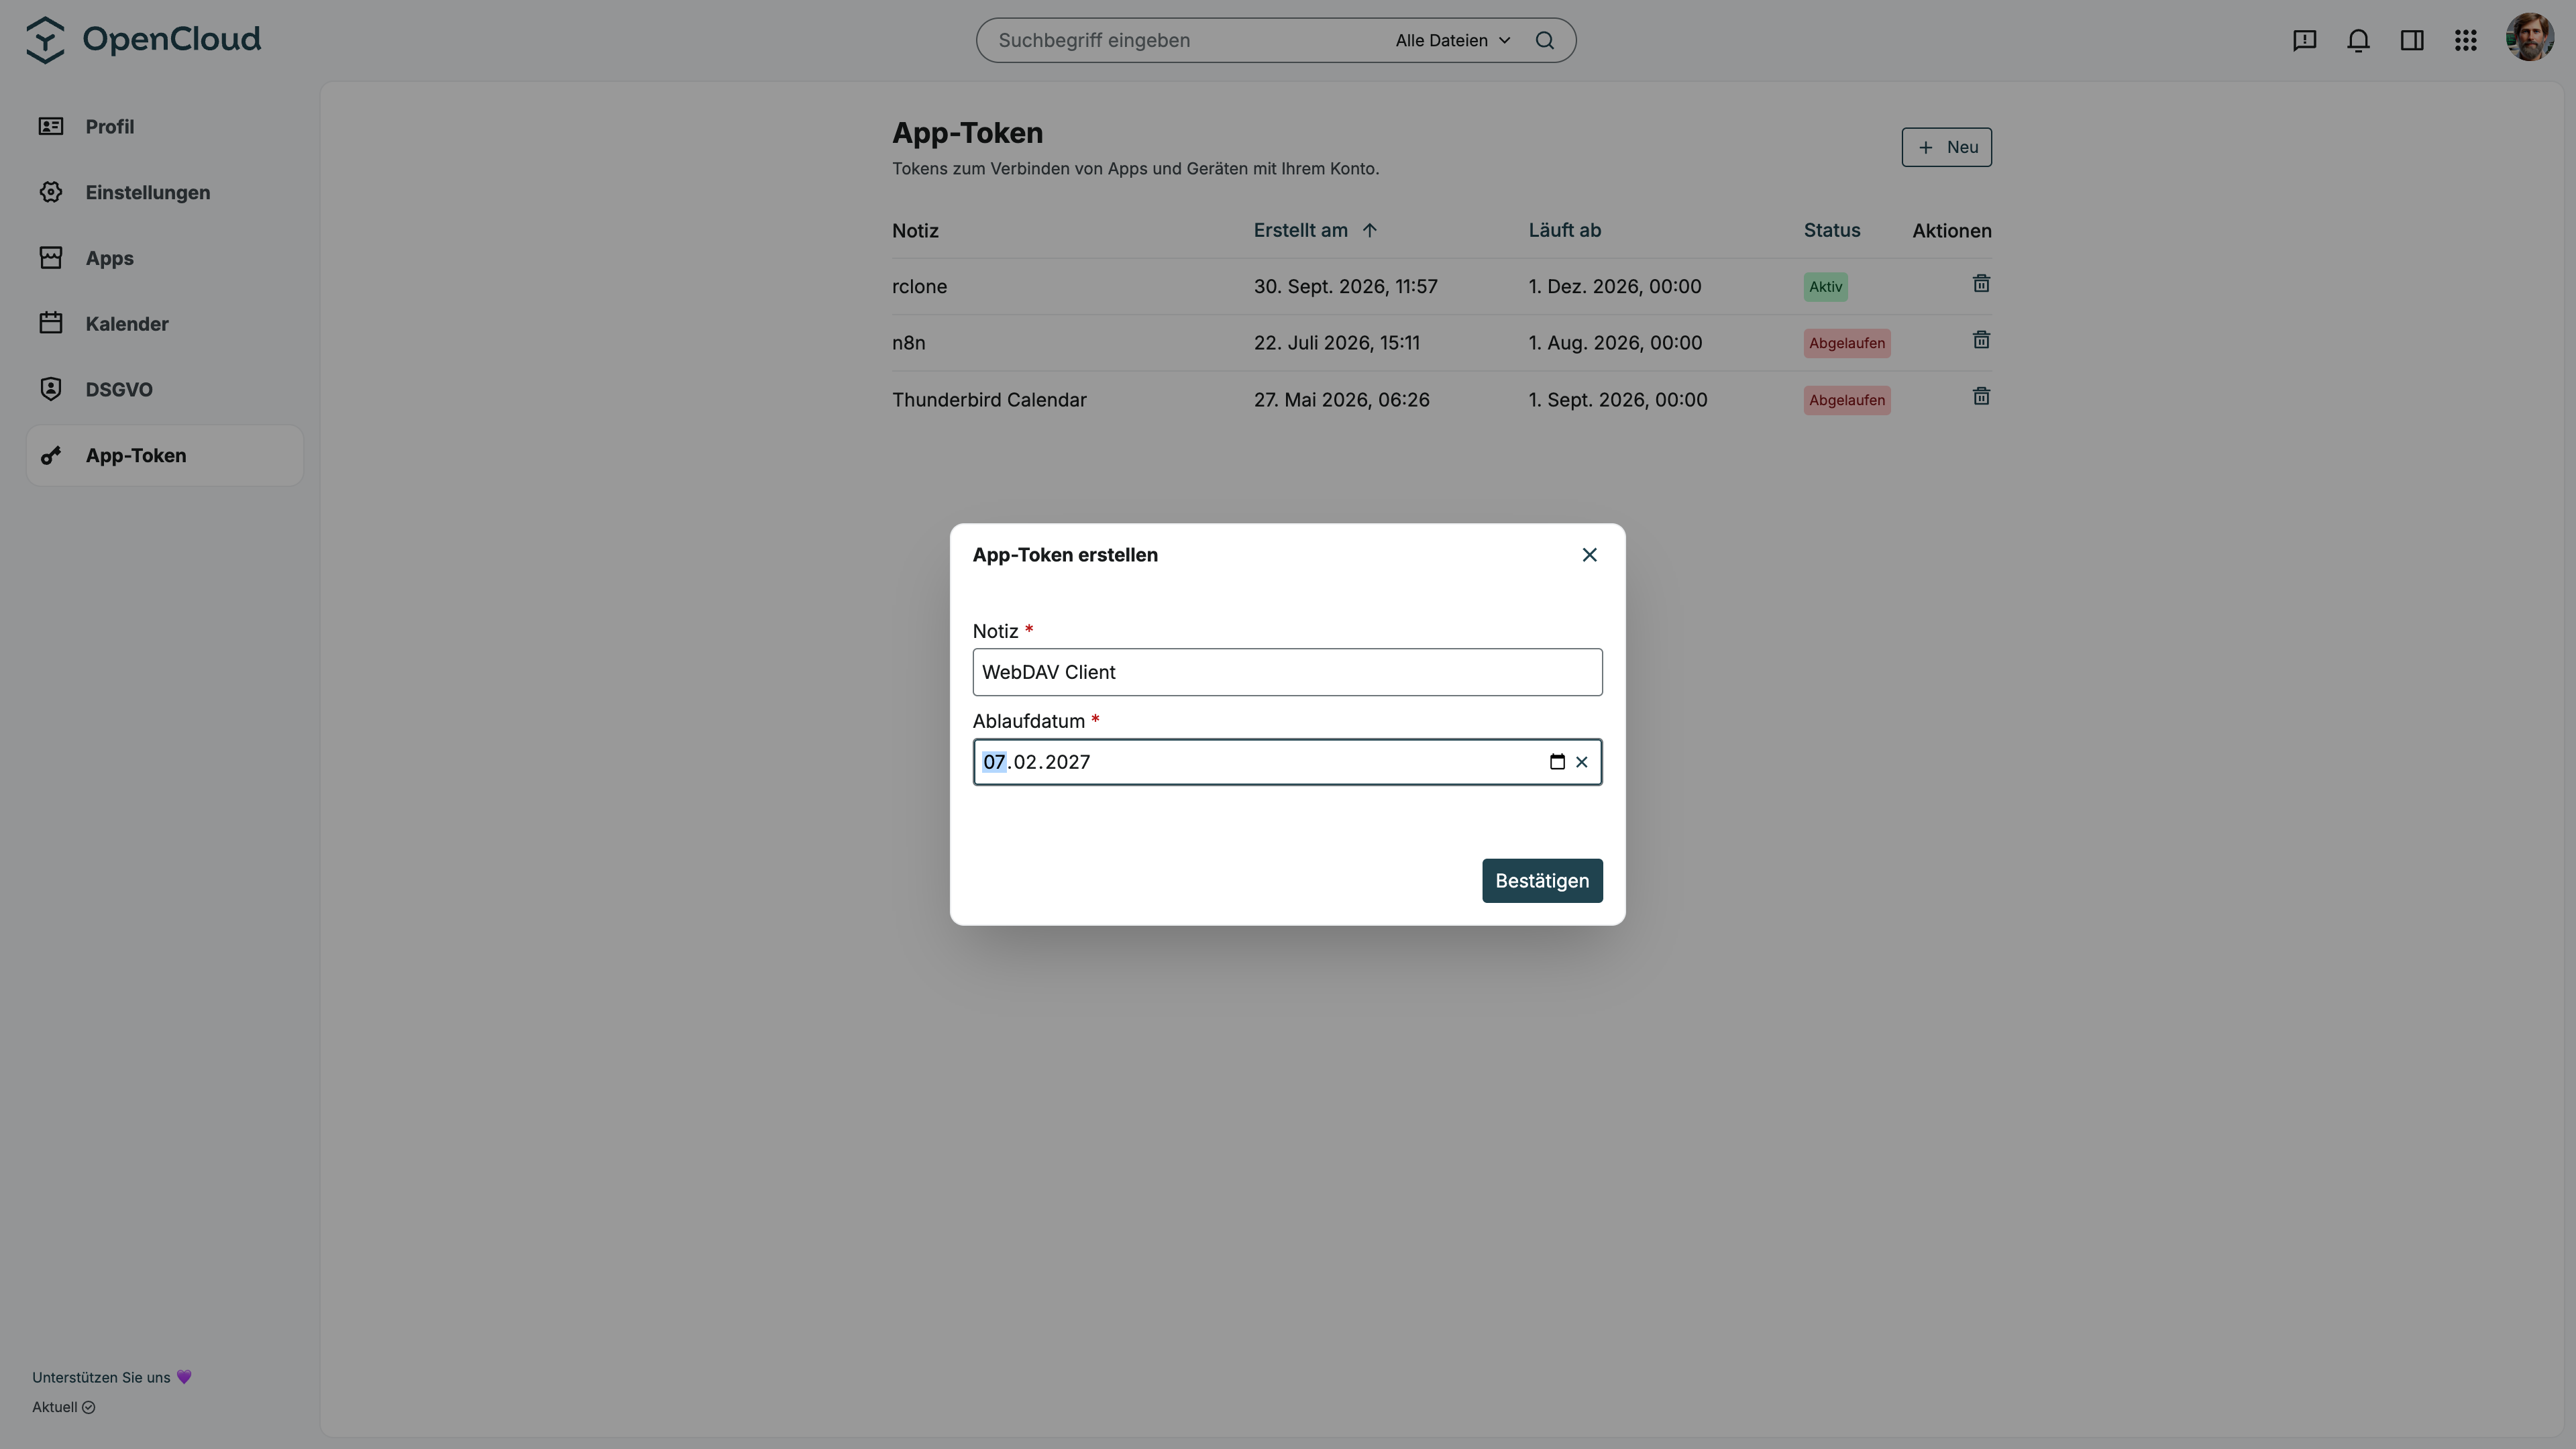 OpenCloud
Suchbegriff eingeben
Alle Dateien
Profil
Einstellungen
Apps
Kalender
DSGVO
App-Token
App-Token
Tokens zum Verbinden von Apps und Geräten mit Ihrem Konto.
+ Neu
Notiz Erstellt am Läuft ab Status Aktionen
rclone 30. Sept. 2026, 11:57 1. Dez. 2026, 00:00 Aktiv
n8n 22. Juli 2026, 15:11 1. Aug. 2026, 00:00 Abgelaufen
Thunderbird Calendar 27. Mai 2026, 06:26 1. Sept. 2026, 00:00 Abgelaufen
App-Token erstellen
Notiz *
WebDAV Client
Ablaufdatum *
07.02.2027
Bestätigen
Unterstützen Sie uns 💜
Aktuell